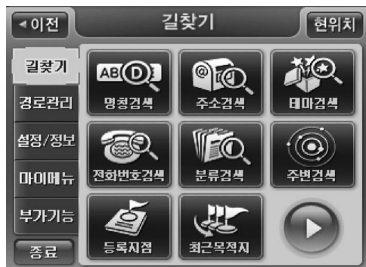 이전
길찾기
현위치
길찾기
경로관리
설정/정보
마이메뉴
부가기능
종료
ABⒹE
명칭검색
@
주소검색
테마검색
전화번호검색
분류검색
주변검색
등록지점
최근목적지